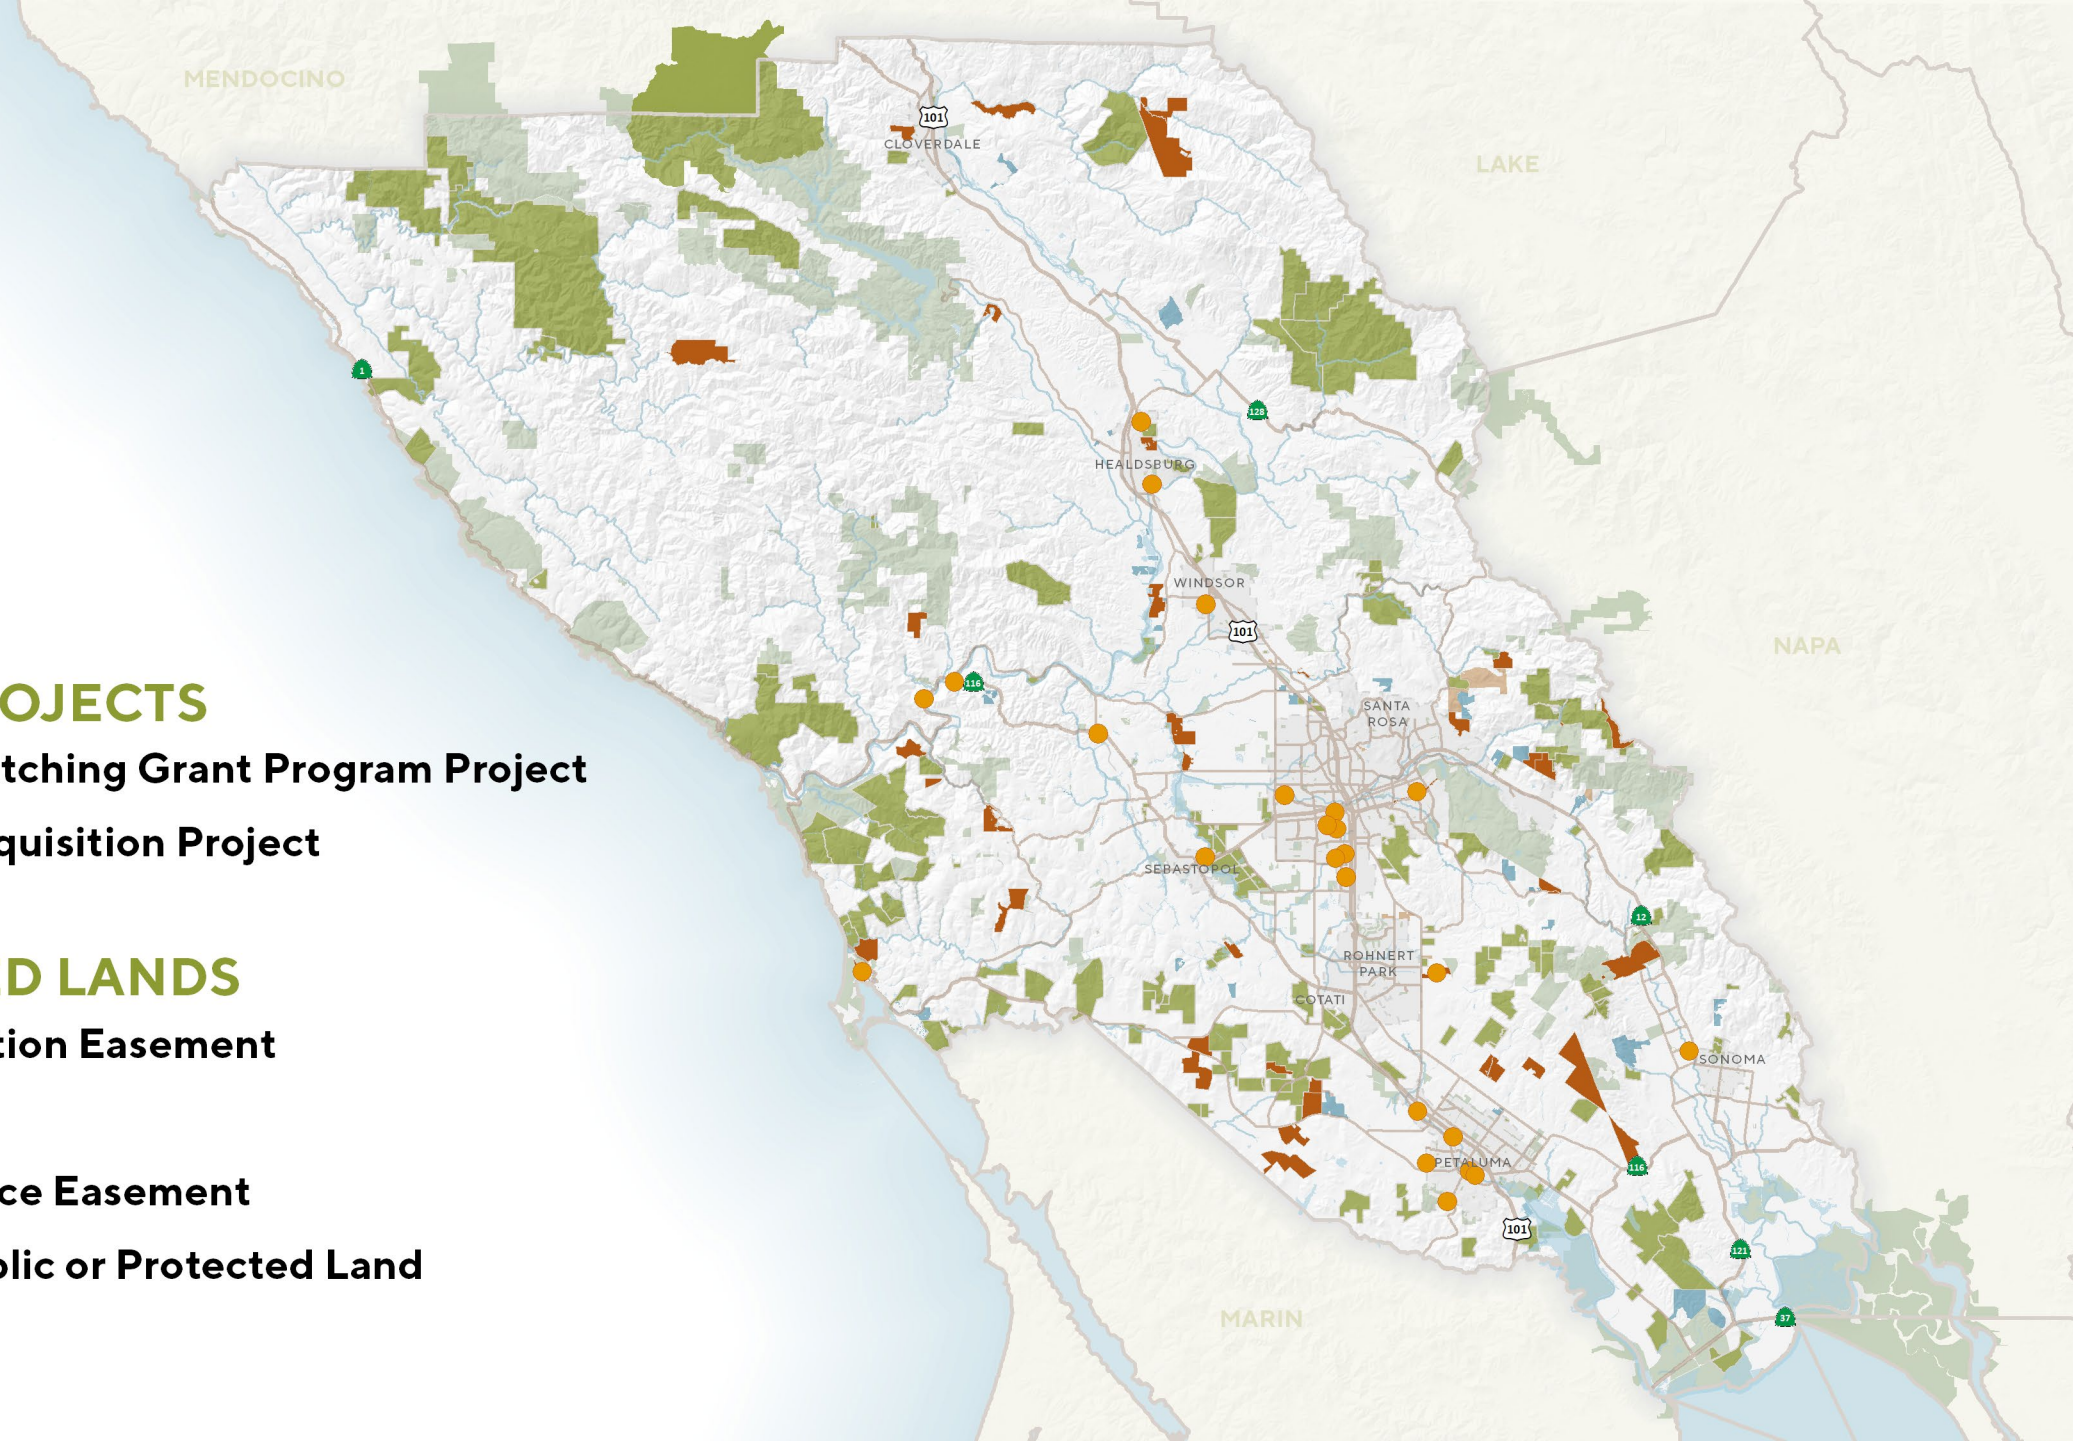 MENDOCINO
101
CLOVERDALE
LAKE
1
128
HEALDSBURG
WINDSOR
101
NAPA
116
SANTA
ROSA
OJECTS
tching Grant Program Project
quisition Project
SEBASTOPOL
12
ROHNERT
PARK
COTATI
D LANDS
tion Easement
SONOMA
PETALUMA
116
ce Easement
101
121
blic or Protected Land
MARIN
37